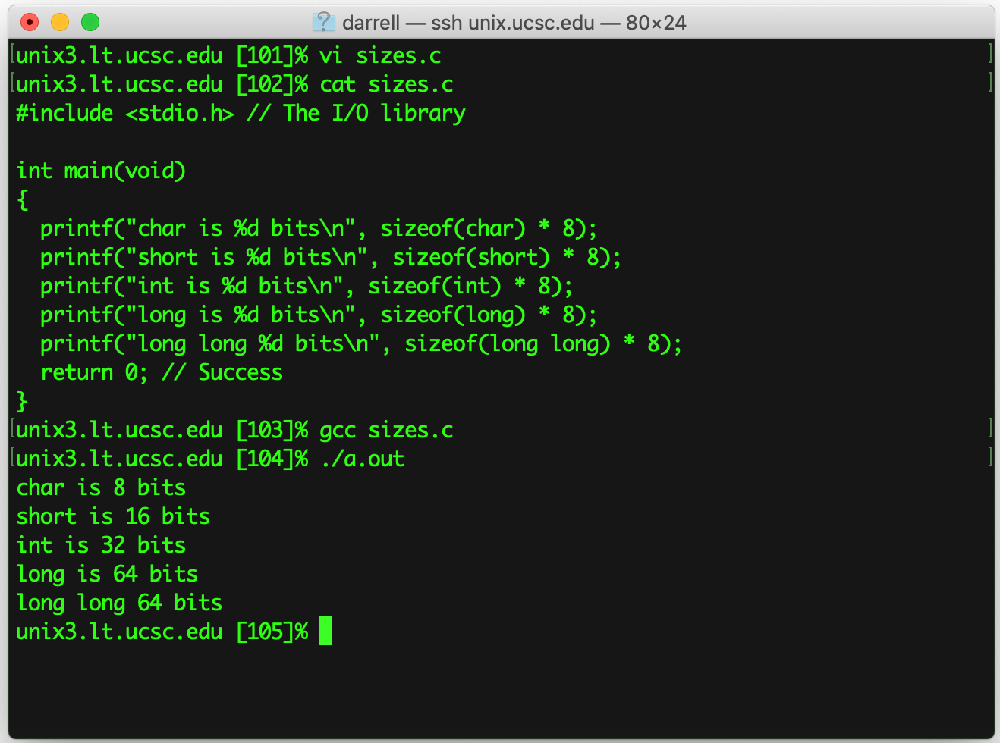 darrell — ssh unix.ucsc.edu — 80×24
[unix3.lt.ucsc.edu [101]% vi sizes.c ]
[unix3.lt.ucsc.edu [102]% cat sizes.c ]
#include <stdio.h> // The I/O library

int main(void)
{
  printf("char is %d bits\n", sizeof(char) * 8);
  printf("short is %d bits\n", sizeof(short) * 8);
  printf("int is %d bits\n", sizeof(int) * 8);
  printf("long is %d bits\n", sizeof(long) * 8);
  printf("long long %d bits\n", sizeof(long long) * 8);
  return 0; // Success
}
[unix3.lt.ucsc.edu [103]% gcc sizes.c ]
[unix3.lt.ucsc.edu [104]% ./a.out ]
char is 8 bits
short is 16 bits
int is 32 bits
long is 64 bits
long long 64 bits
unix3.lt.ucsc.edu [105]%